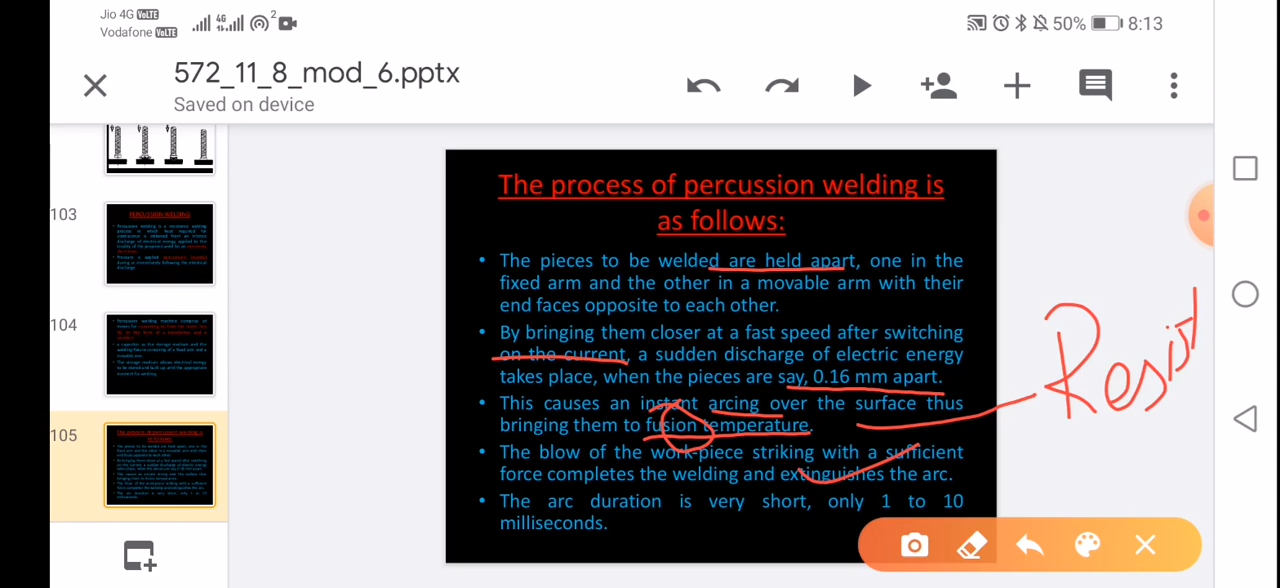 Jio 4G VoLTE
Vodafone VoLTE
4G
2
50%
8:13
572_11_8_mod_6.pptx
Saved on device
103
PERCUSSION WELDING
104
105
The process of percussion welding is
as follows:
• The pieces to be welded are held apart, one in the
fixed arm and the other in a movable arm with their
end faces opposite to each other.
• By bringing them closer at a fast speed after switching
on the current, a sudden discharge of electric energy
takes place, when the pieces are say, 0.16 mm apart.
• This causes an instant arcing over the surface thus
bringing them to fusion temperature.
• The blow of the work-piece striking with a sufficient
force completes the welding and extinguishes the arc.
• The arc duration is very short, only 1 to 10
milliseconds.
Resist